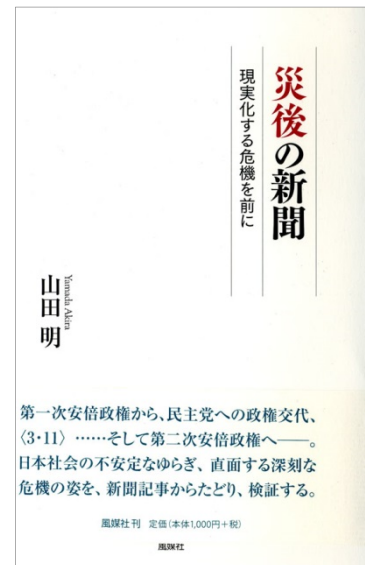 災後の新聞
現実化する危機を前に
Yamada Akira
山田 明
第一次安倍政権から、民主党への政権交代、
〈3・11〉……そして第二次安倍政権へ――。
日本社会の不安定なゆらぎ、直面する深刻な
危機の姿を、新聞記事からたどり、検証する。
風媒社刊 定価(本体1,000円+税)
風媒社